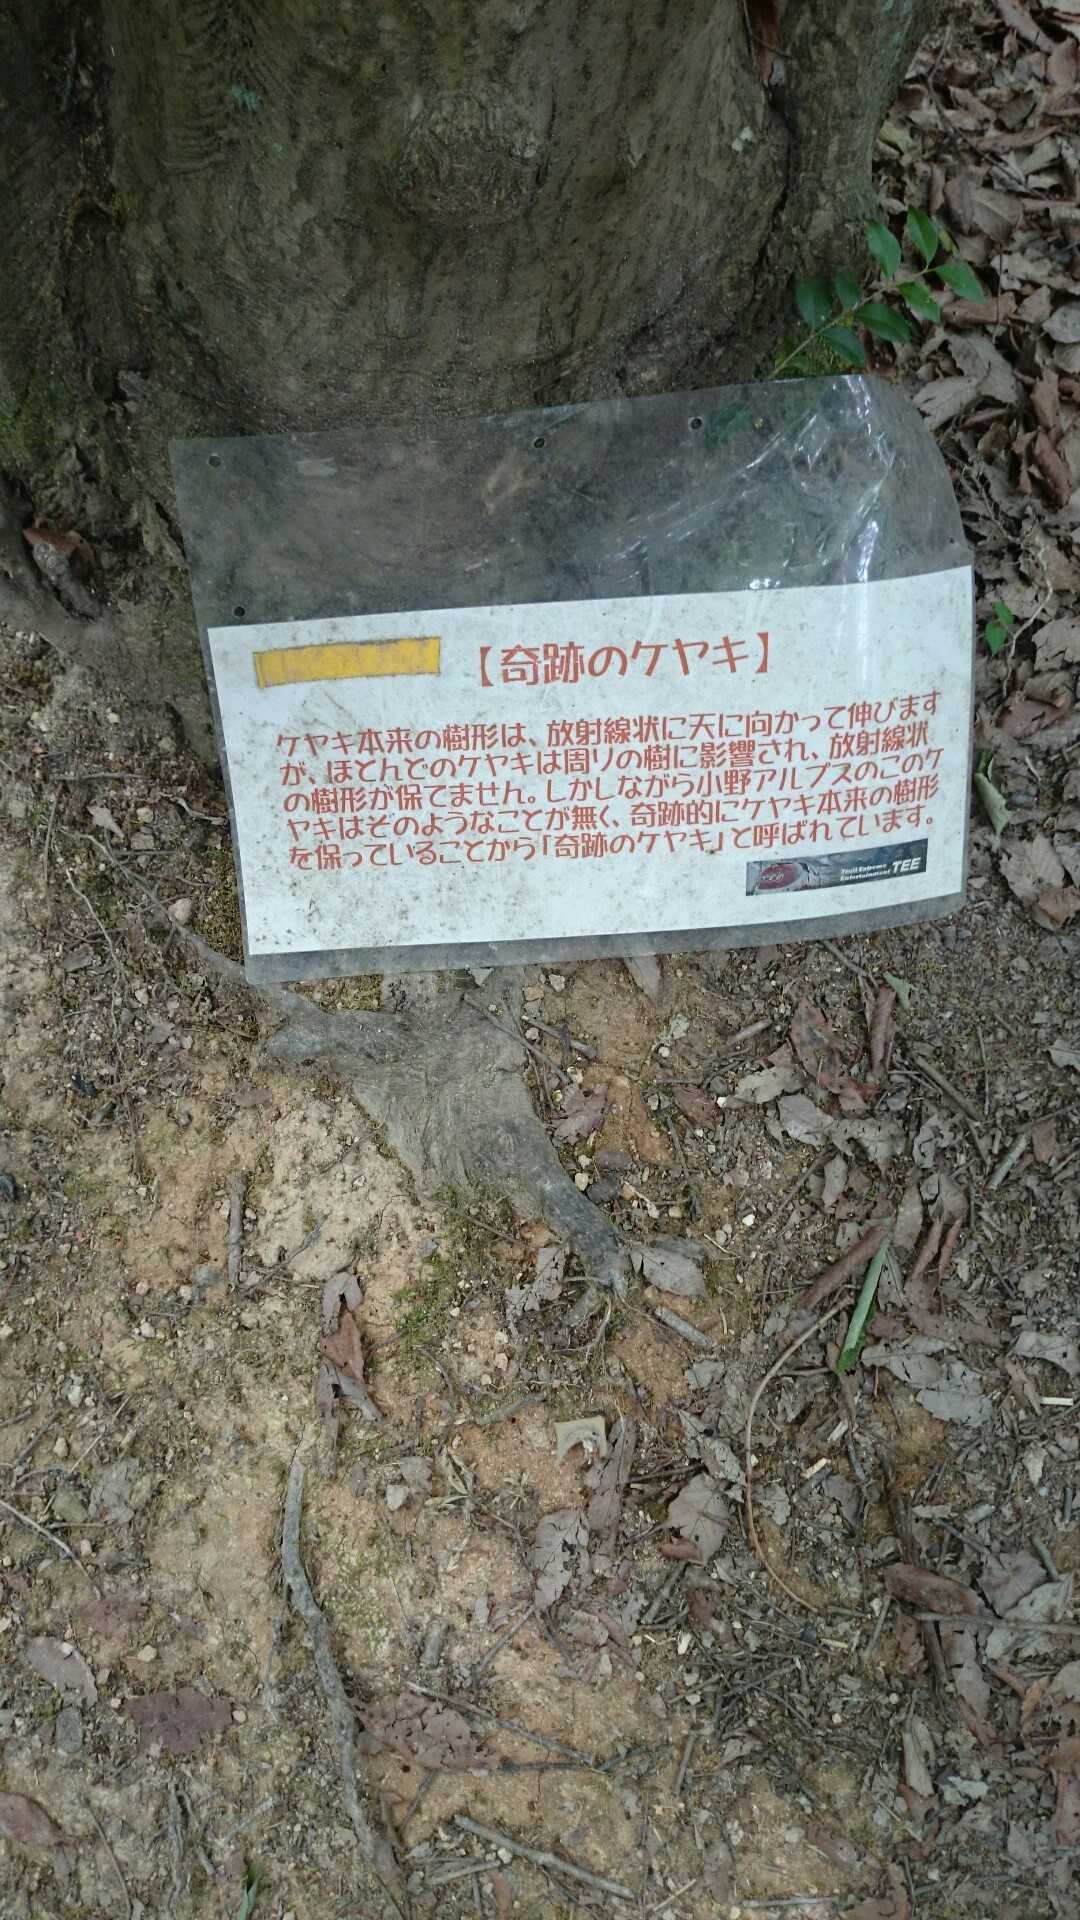 【奇跡のケヤキ】
ケヤキ本来の樹形は、放射線状に天に向かって伸びます
が、ほとんどのケヤキは周りの樹に影響され、放射線状
の樹形が保てません。しかしながら小野アルプスのこのケ
ヤキはそのようなことが無く、奇跡的にケヤキ本来の樹形
を保っていることから「奇跡のケヤキ」と呼ばれています。
Trail Extreme
Entertainment TEE